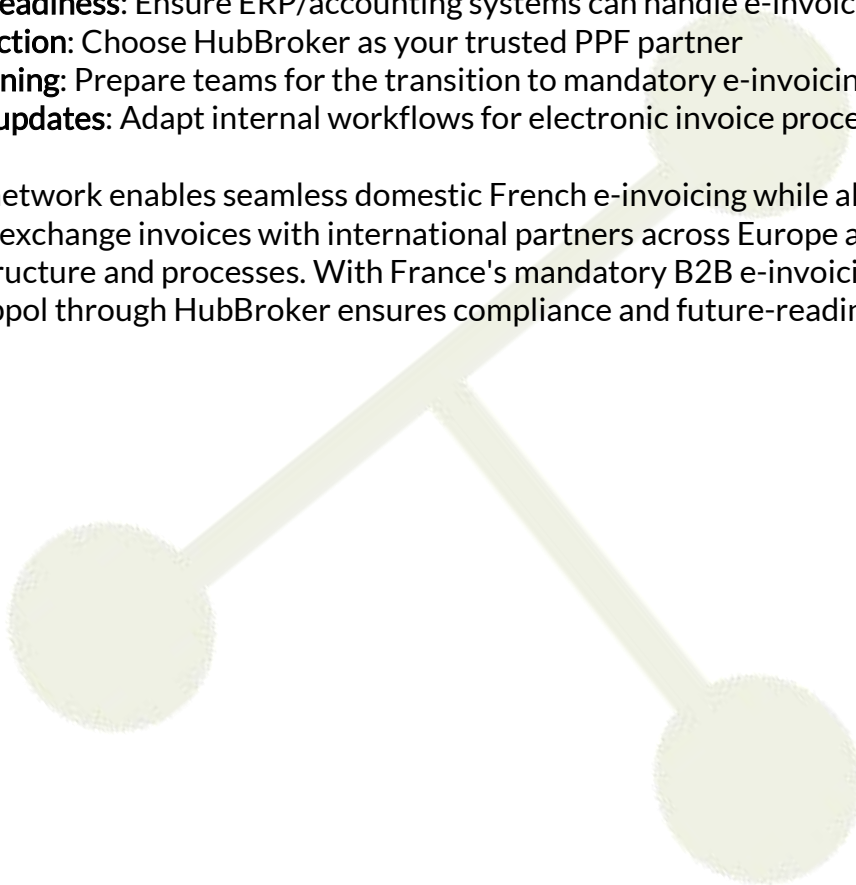 eadiness: Ensure ERP/accounting systems can handle e-invoic
ction: Choose HubBroker as your trusted PPF partner
ning: Prepare teams for the transition to mandatory e-invoicin
updates: Adapt internal workflows for electronic invoice proce
etwork enables seamless domestic French e-invoicing while al
exchange invoices with international partners across Europe a
ructure and processes. With France's mandatory B2B e-invoici
ppol through HubBroker ensures compliance and future-readin